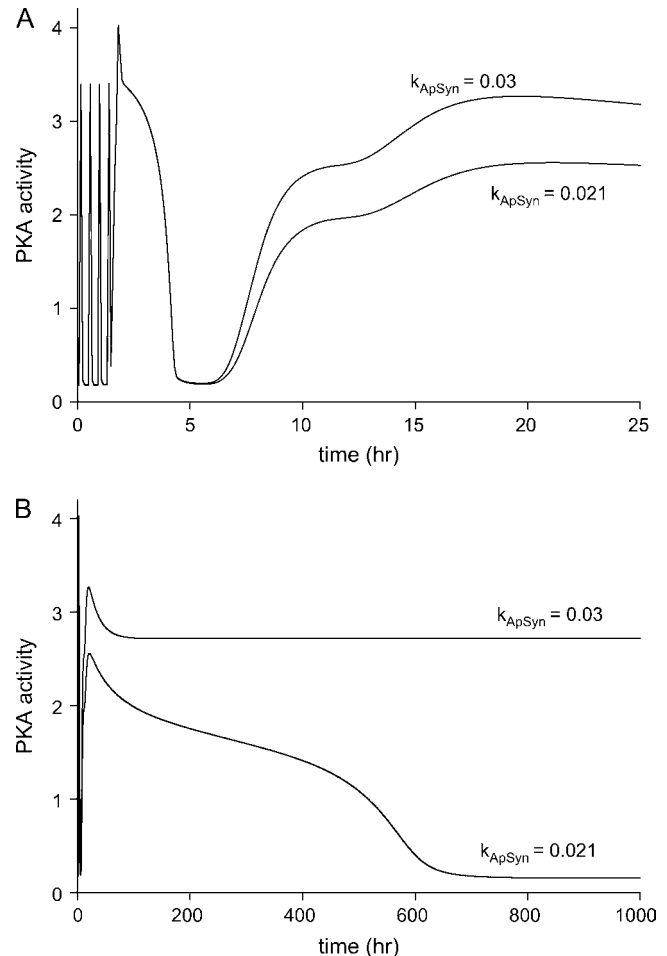 A
4
3
2
1
0
PKA activity
k_ApSyn = 0.03
k_ApSyn = 0.021
0 5 10 15 20 25
time (hr)
B
4
3
2
1
0
PKA activity
k_ApSyn = 0.03
k_ApSyn = 0.021
0 200 400 600 800 1000
time (hr)